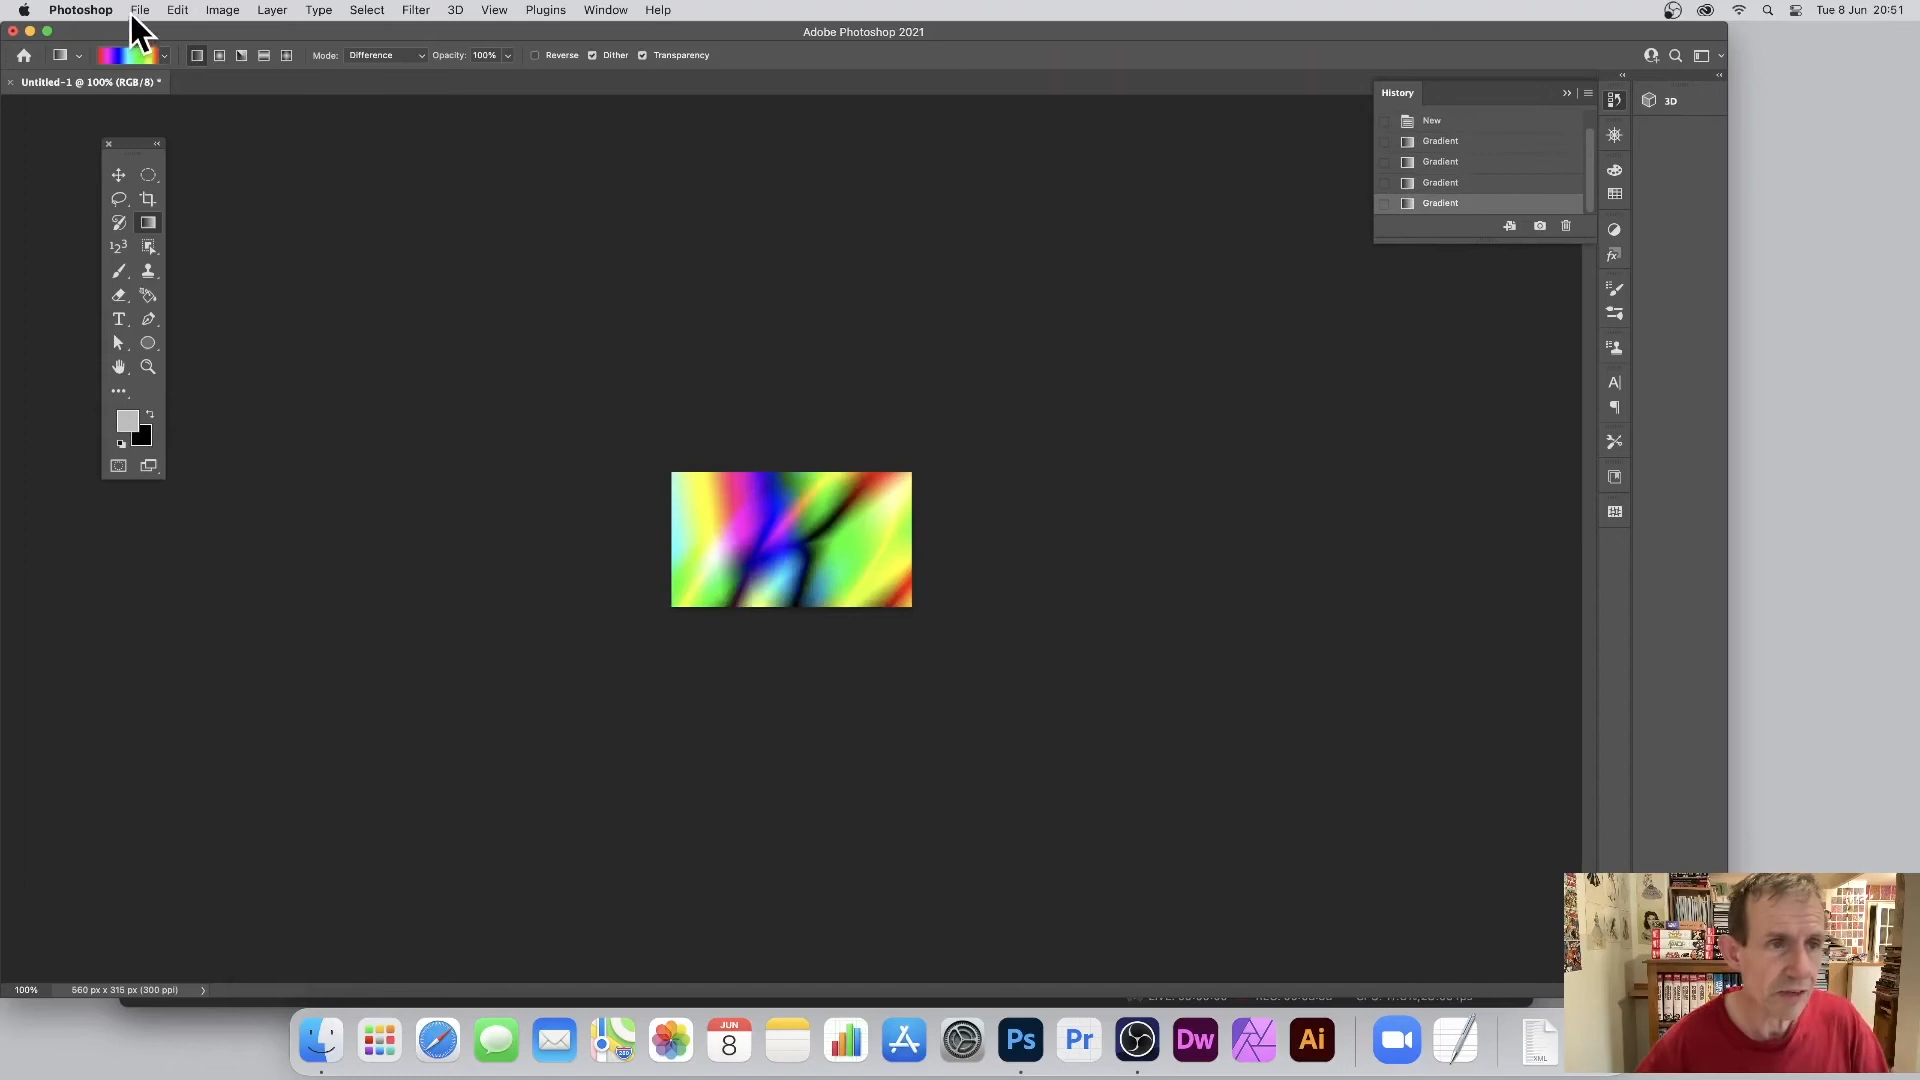 Photoshop File Edit Image Layer Type Select Filter 3D View Plugins Window Help Tue 8 Jun 20:51
Adobe Photoshop 2021
Mode: Difference Opacity: 100% Reverse Dither Transparency
Untitled-1 @ 100% (RGB/8) *
History
3D
New
Gradient
Gradient
Gradient
Gradient
100% 560 px x 315 px (300 ppi)
JUN
8
280
Ps
Pr
Dw
Ai
XML